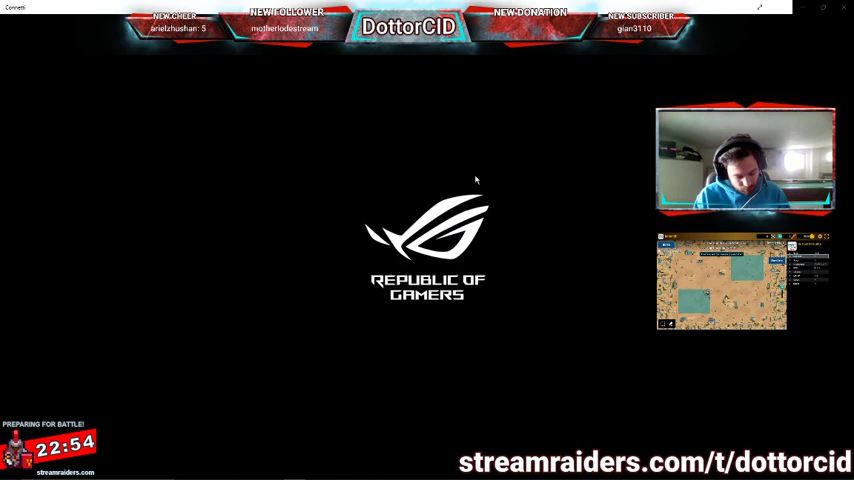 Connetti
NEW CHEER
arielzhushan: 5
NEW FOLLOWER
motherlodestream
DottorCID
NEW DONATION
NEW SUBSCRIBER
gian3110
REPUBLIC OF
GAMERS
PREPARING FOR BATTLE!
22:54
streamraiders.com
streamraiders.com/t/dottorcid